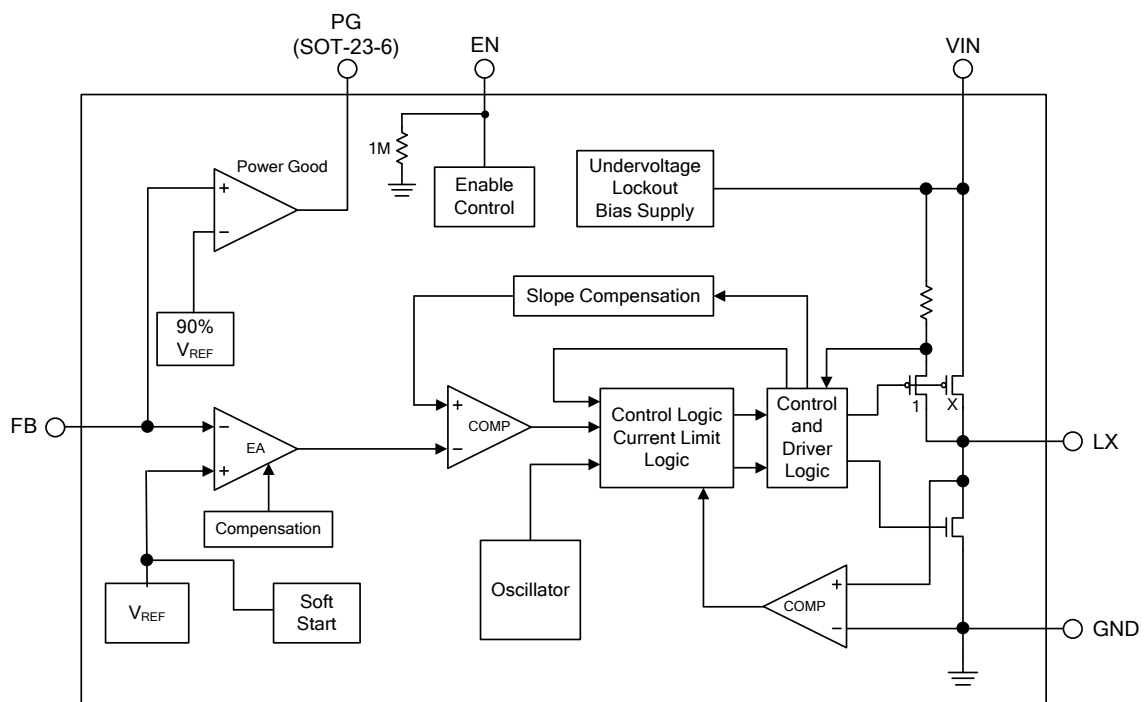 PG
(SOT-23-6)
EN
VIN
Power Good
+
−
1M
Enable
Control
Undervoltage
Lockout
Bias Supply
90%
VREF
Slope Compensation
FB
−
EA
+
Compensation
+
COMP
−
Control Logic
Current Limit
Logic
Control
and
Driver
Logic
1
X
LX
VREF
Soft
Start
Oscillator
COMP
+
−
GND